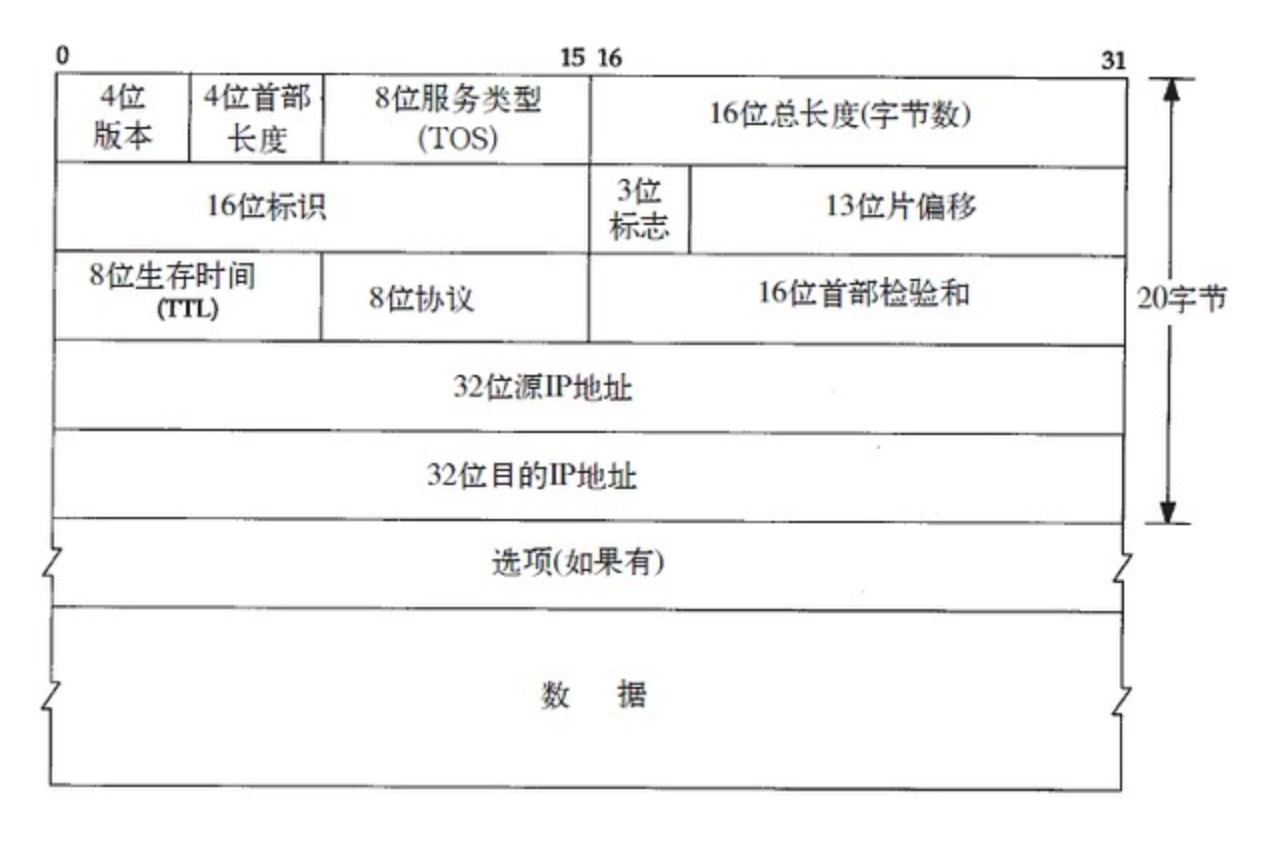 0 15 16 31
4位
版本
4位首部
长度
8位服务类型
(TOS)
16位总长度(字节数)
16位标识
3位
标志
13位片偏移
8位生存时间
(TTL)
8位协议
16位首部检验和
20字节
32位源IP地址
32位目的IP地址
选项(如果有)
数 据